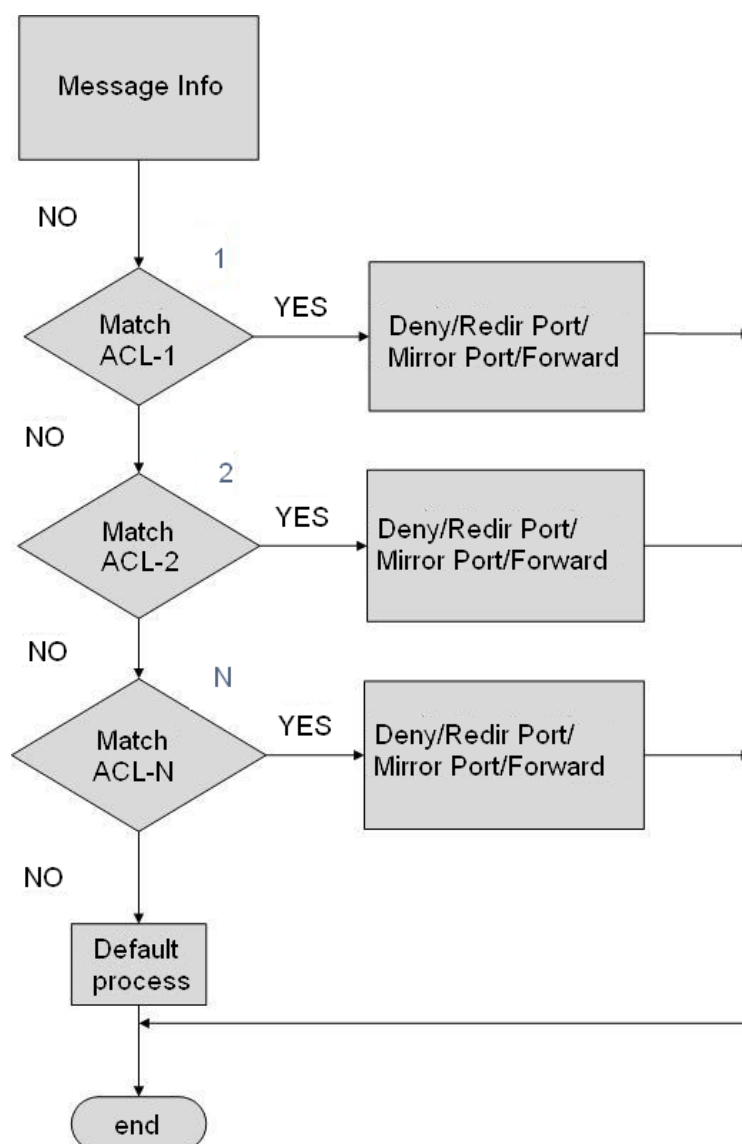 Message Info
NO
1
Match
ACL-1
YES
Deny/Redir Port/
Mirror Port/Forward
NO
2
Match
ACL-2
YES
Deny/Redir Port/
Mirror Port/Forward
NO
N
Match
ACL-N
YES
Deny/Redir Port/
Mirror Port/Forward
NO
Default
process
end